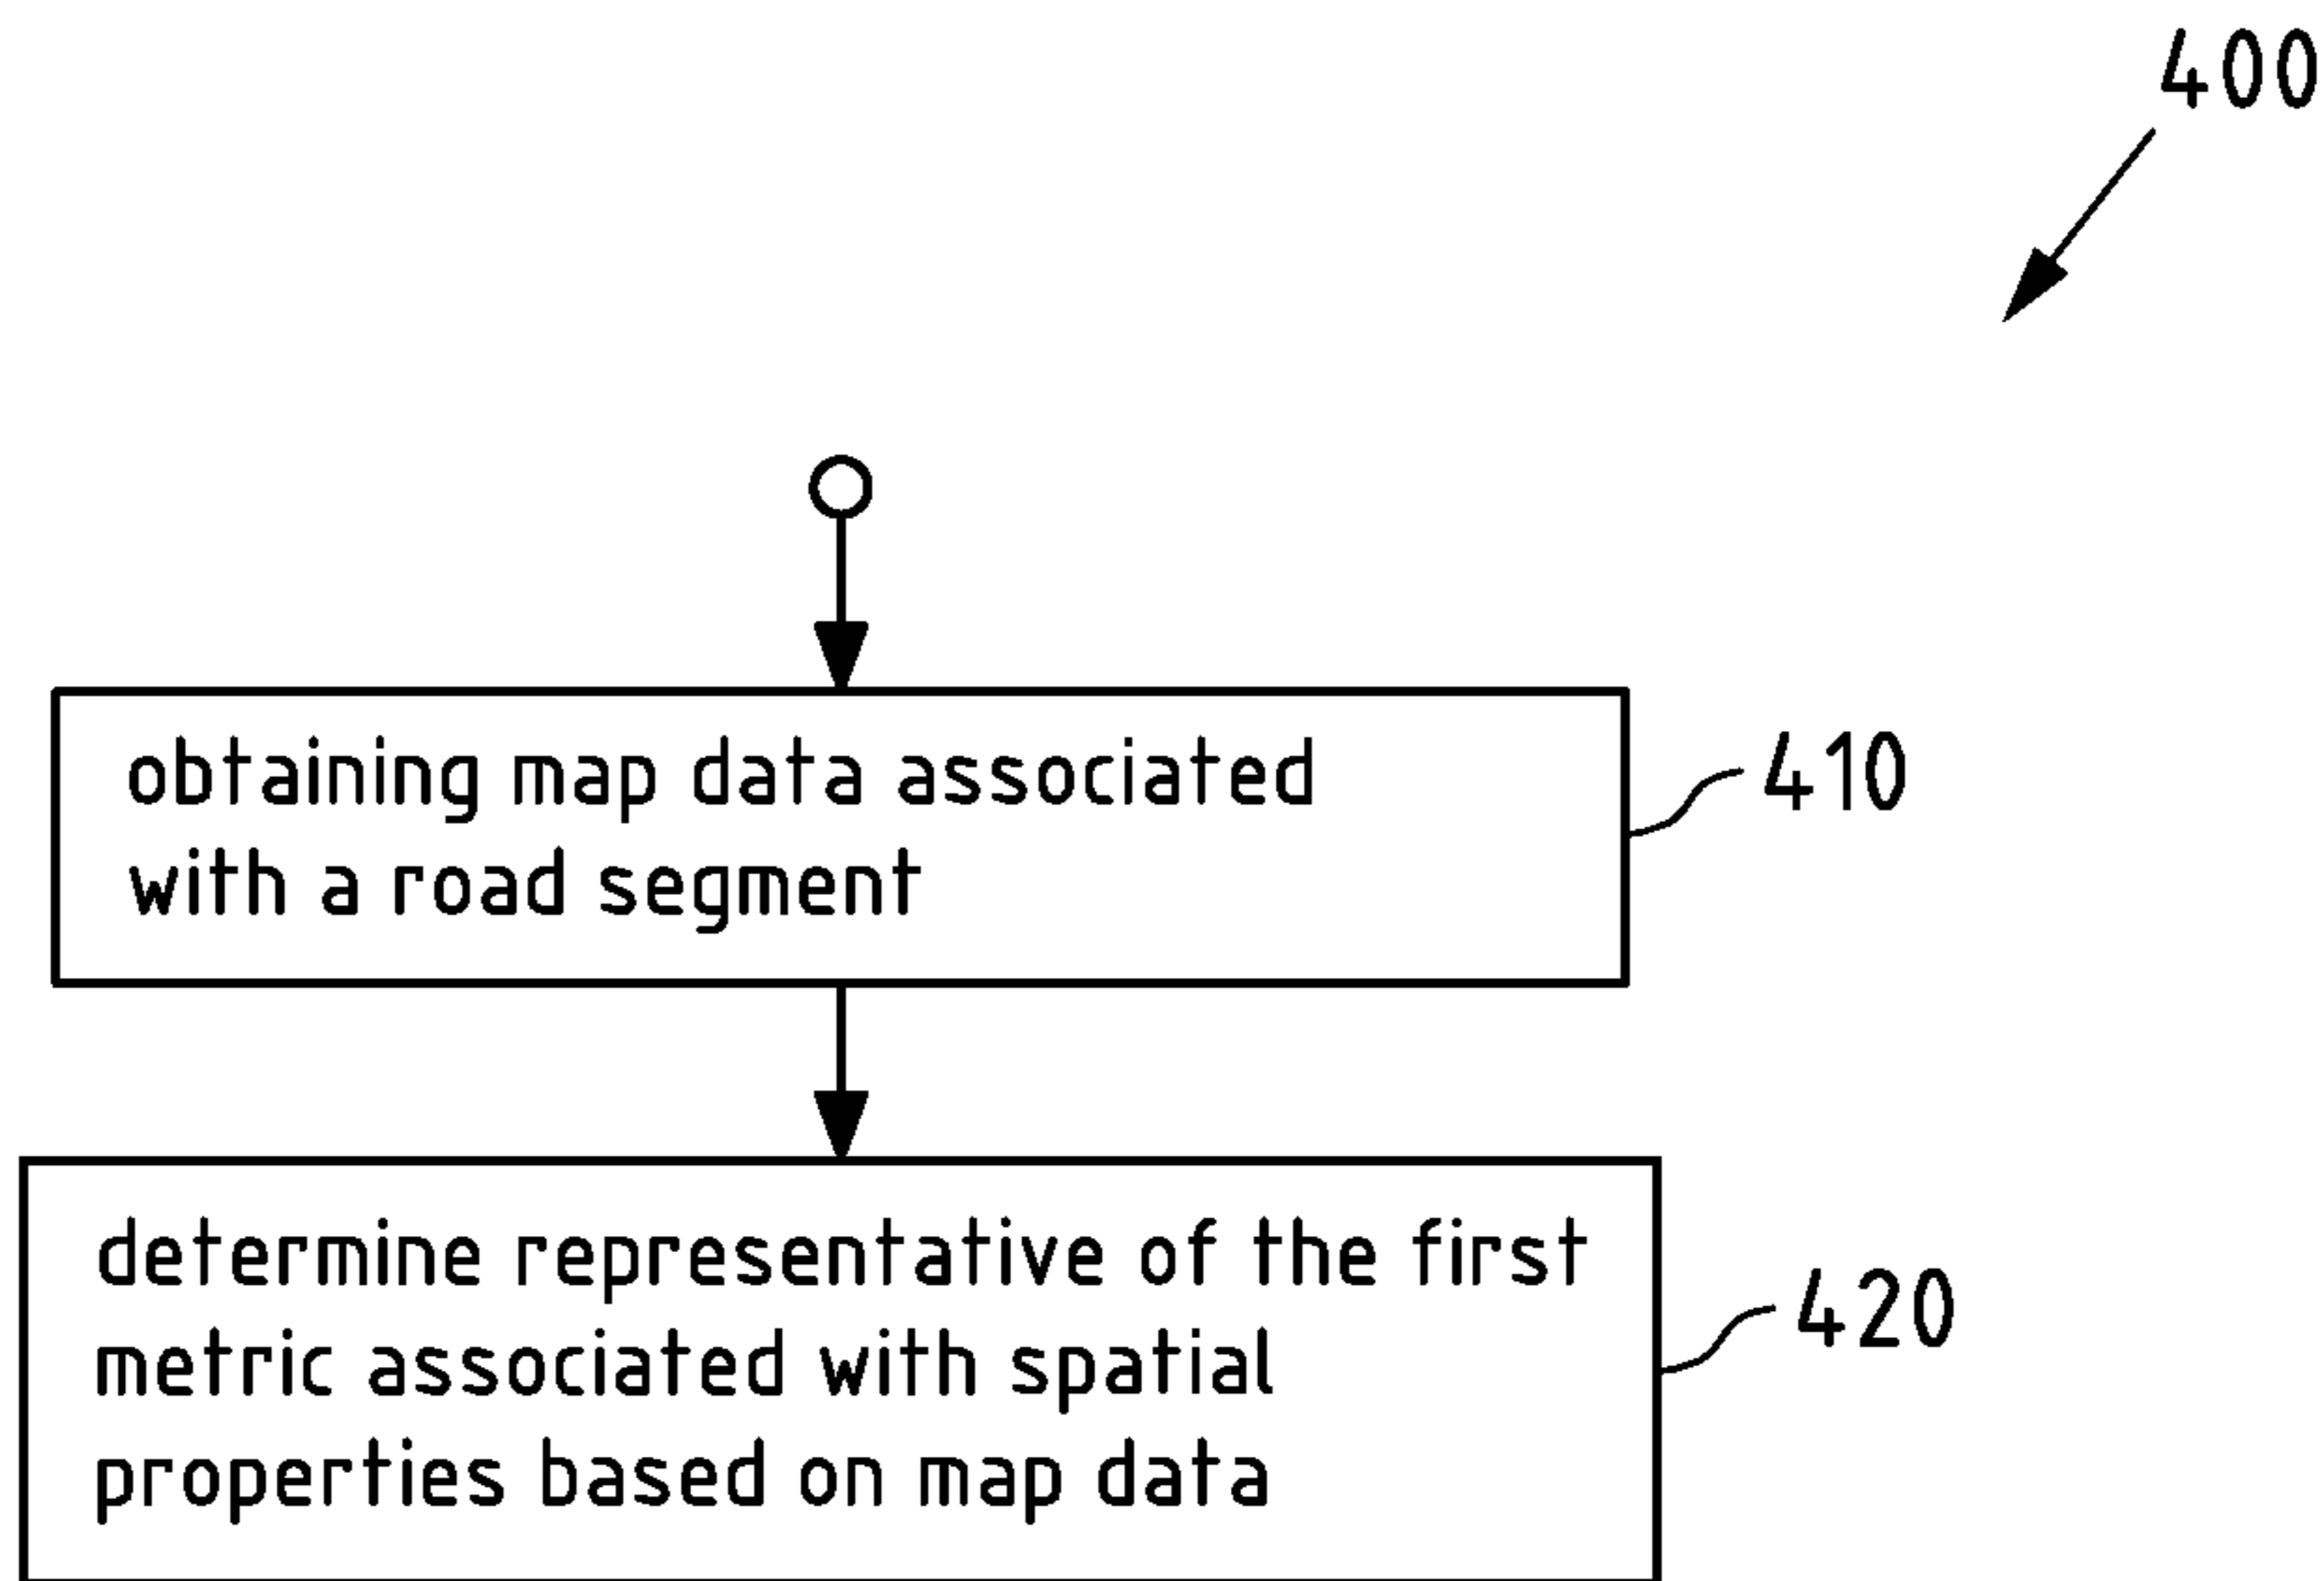 400
obtaining map data associated
with a road segment
410
determine representative of the first
metric associated with spatial
properties based on map data
420